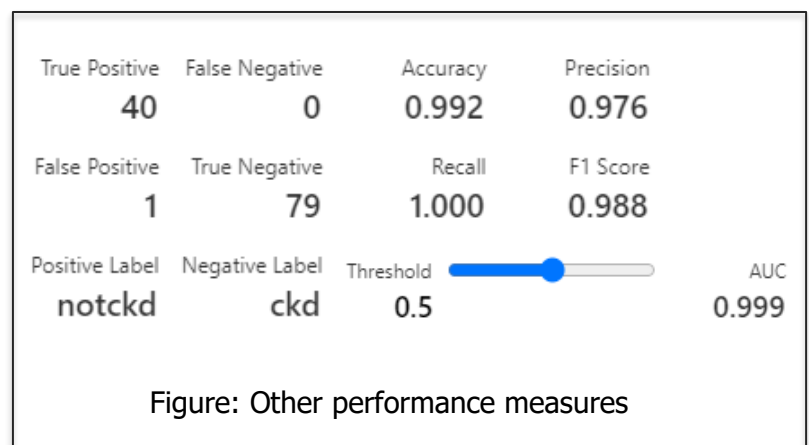 True Positive False Negative Accuracy Precision
40 0 0.992 0.976
False Positive True Negative Recall F1 Score
1 79 1.000 0.988
Positive Label Negative Label Threshold AUC
notckd ckd 0.5 0.999
Figure: Other performance measures